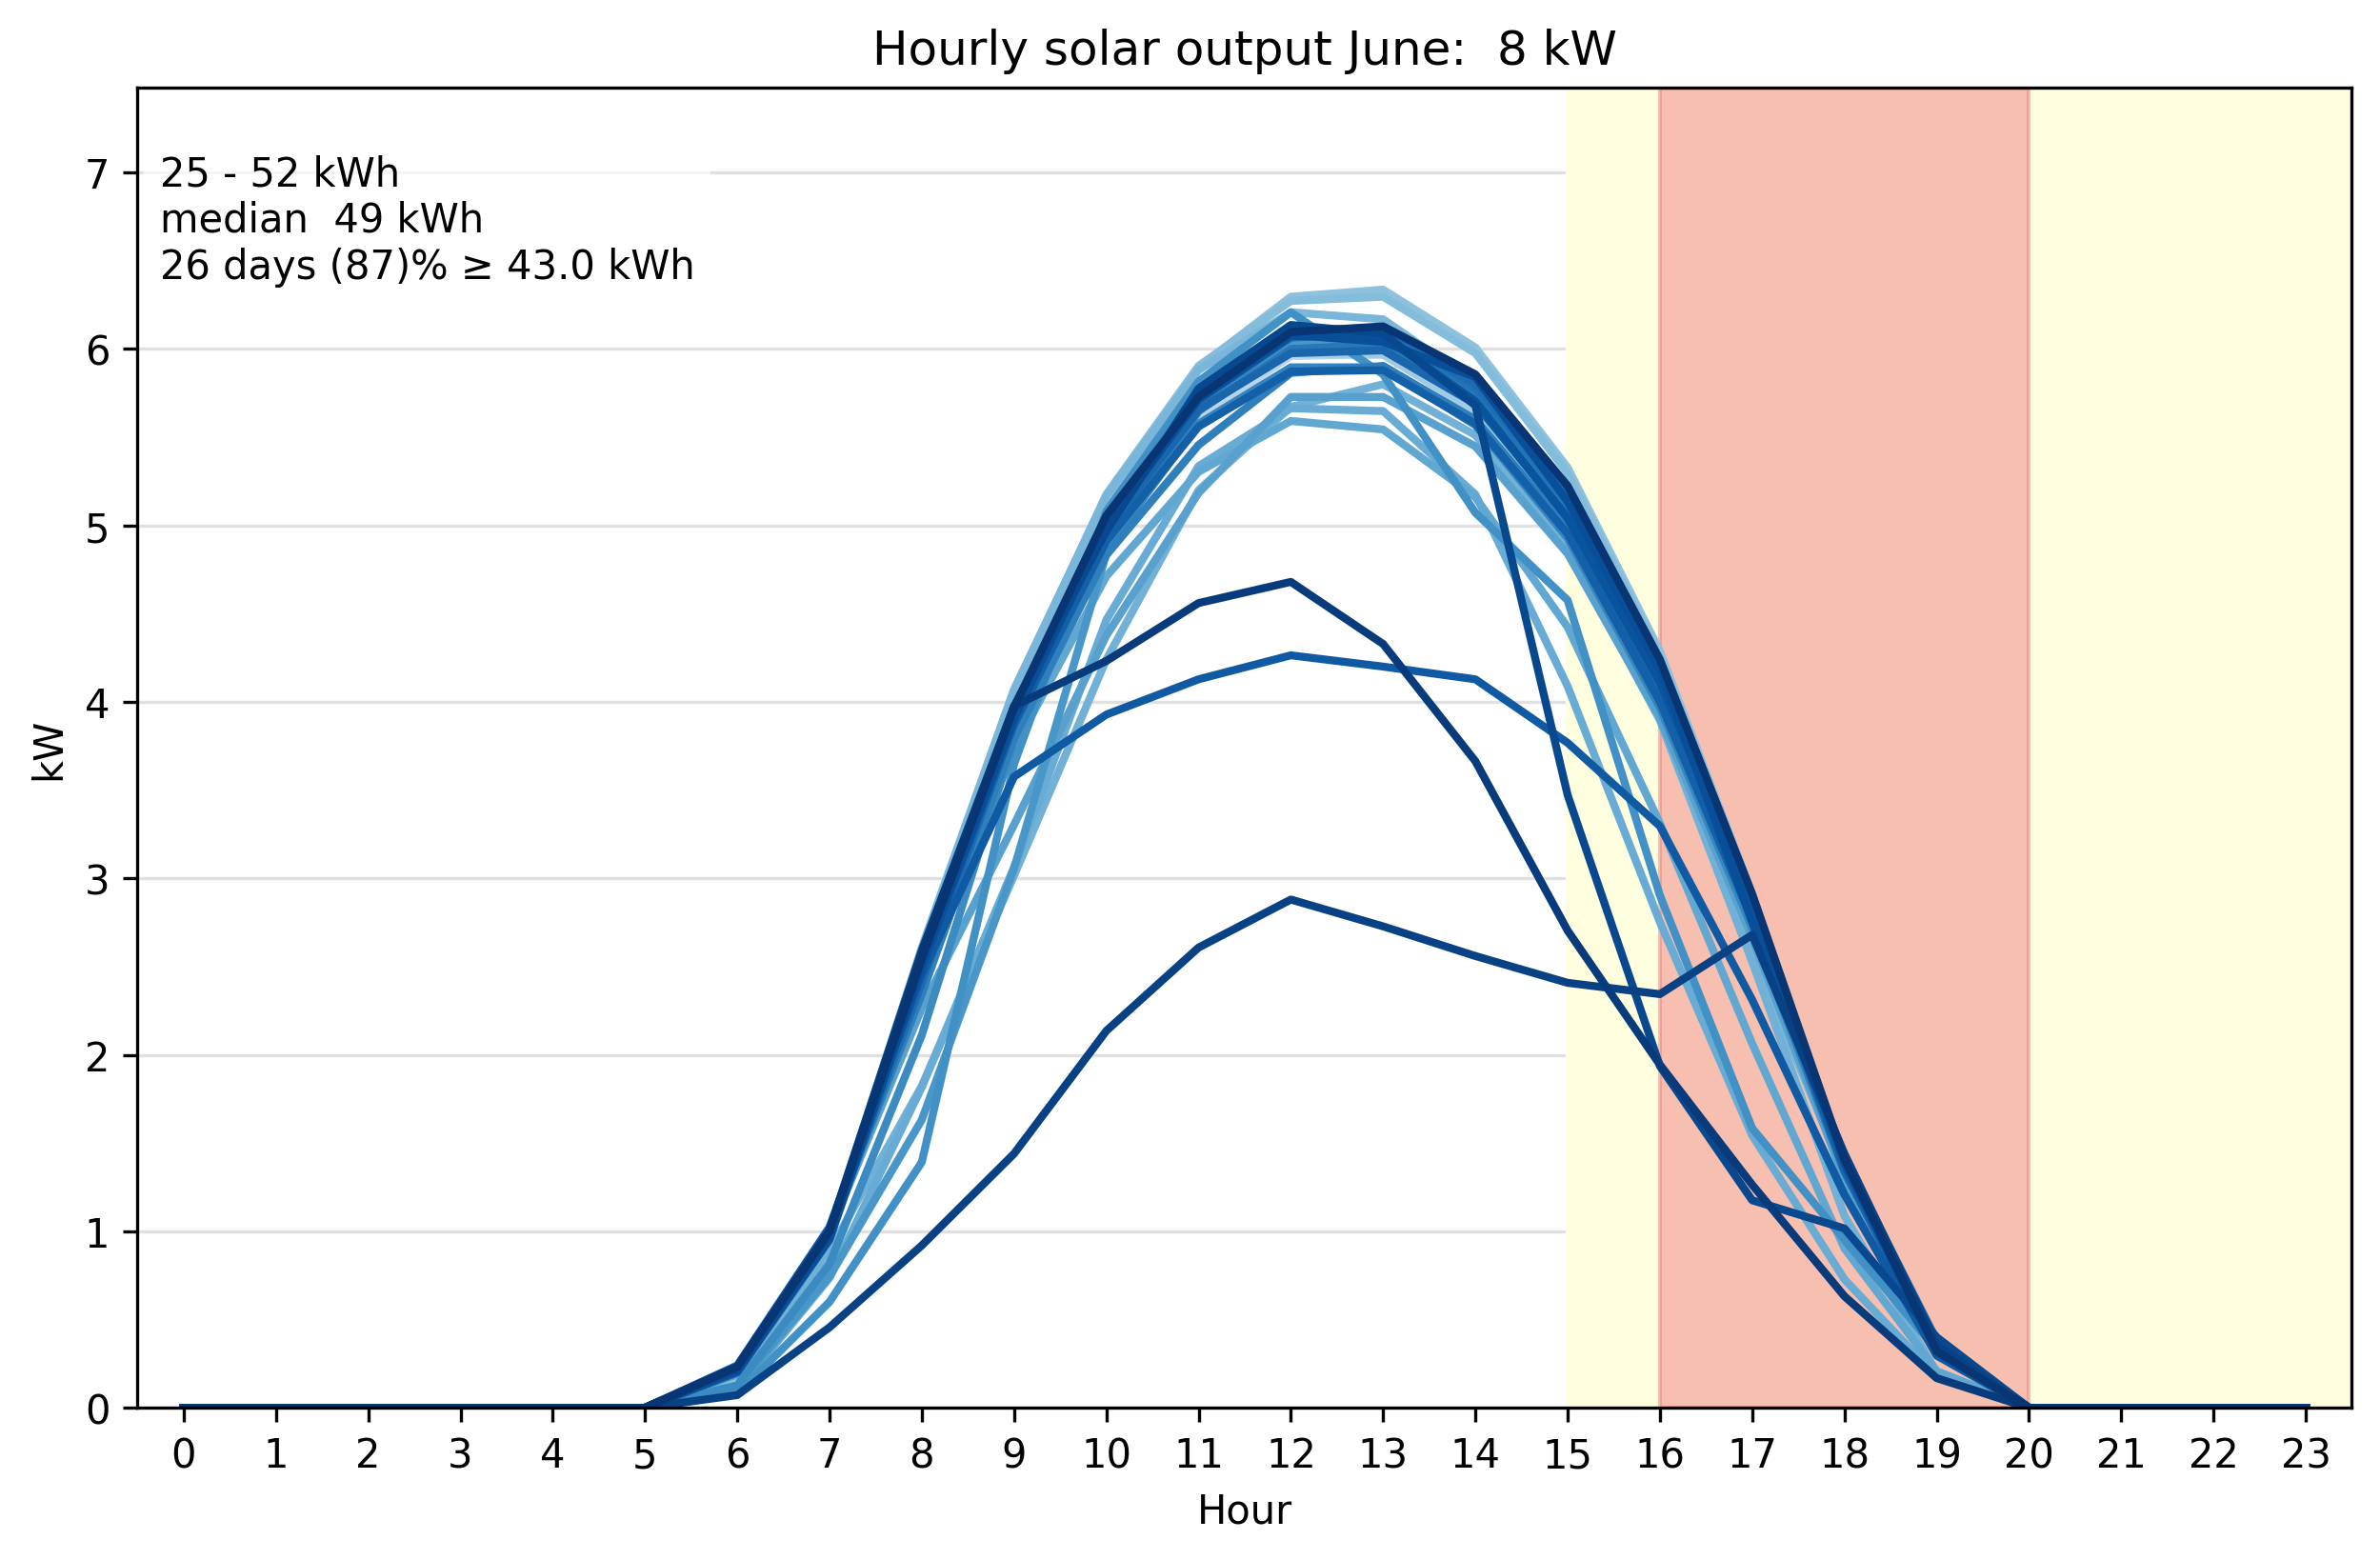 Hourly solar output June:  8 kW
25 - 52 kWh
median  49 kWh
26 days (87)% ≥ 43.0 kWh
kW
7
6
5
4
3
2
1
0
0 1 2 3 4 5 6 7 8 9 10 11 12 13 14 15 16 17 18 19 20 21 22 23
Hour